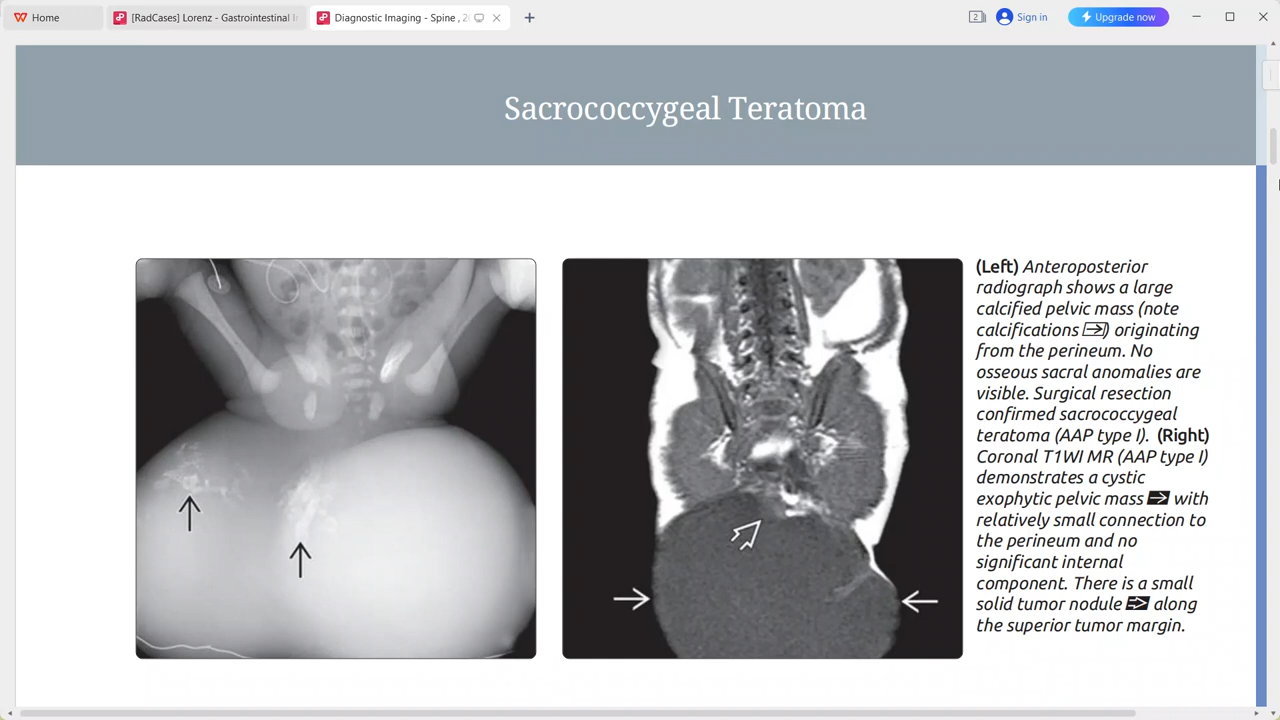 Home
[RadCases] Lorenz - Gastrointestinal I
Diagnostic Imaging - Spine , 2
2
Sign in
Upgrade now
Sacrococcygeal Teratoma
(Left) Anteroposterior
radiograph shows a large
calcified pelvic mass (note
calcifications ) originating
from the perineum. No
osseous sacral anomalies are
visible. Surgical resection
confirmed sacrococcygeal
teratoma (AAP type I). (Right)
Coronal T1WI MR (AAP type I)
demonstrates a cystic
exophytic pelvic mass with
relatively small connection to
the perineum and no
significant internal
component. There is a small
solid tumor nodule along
the superior tumor margin.